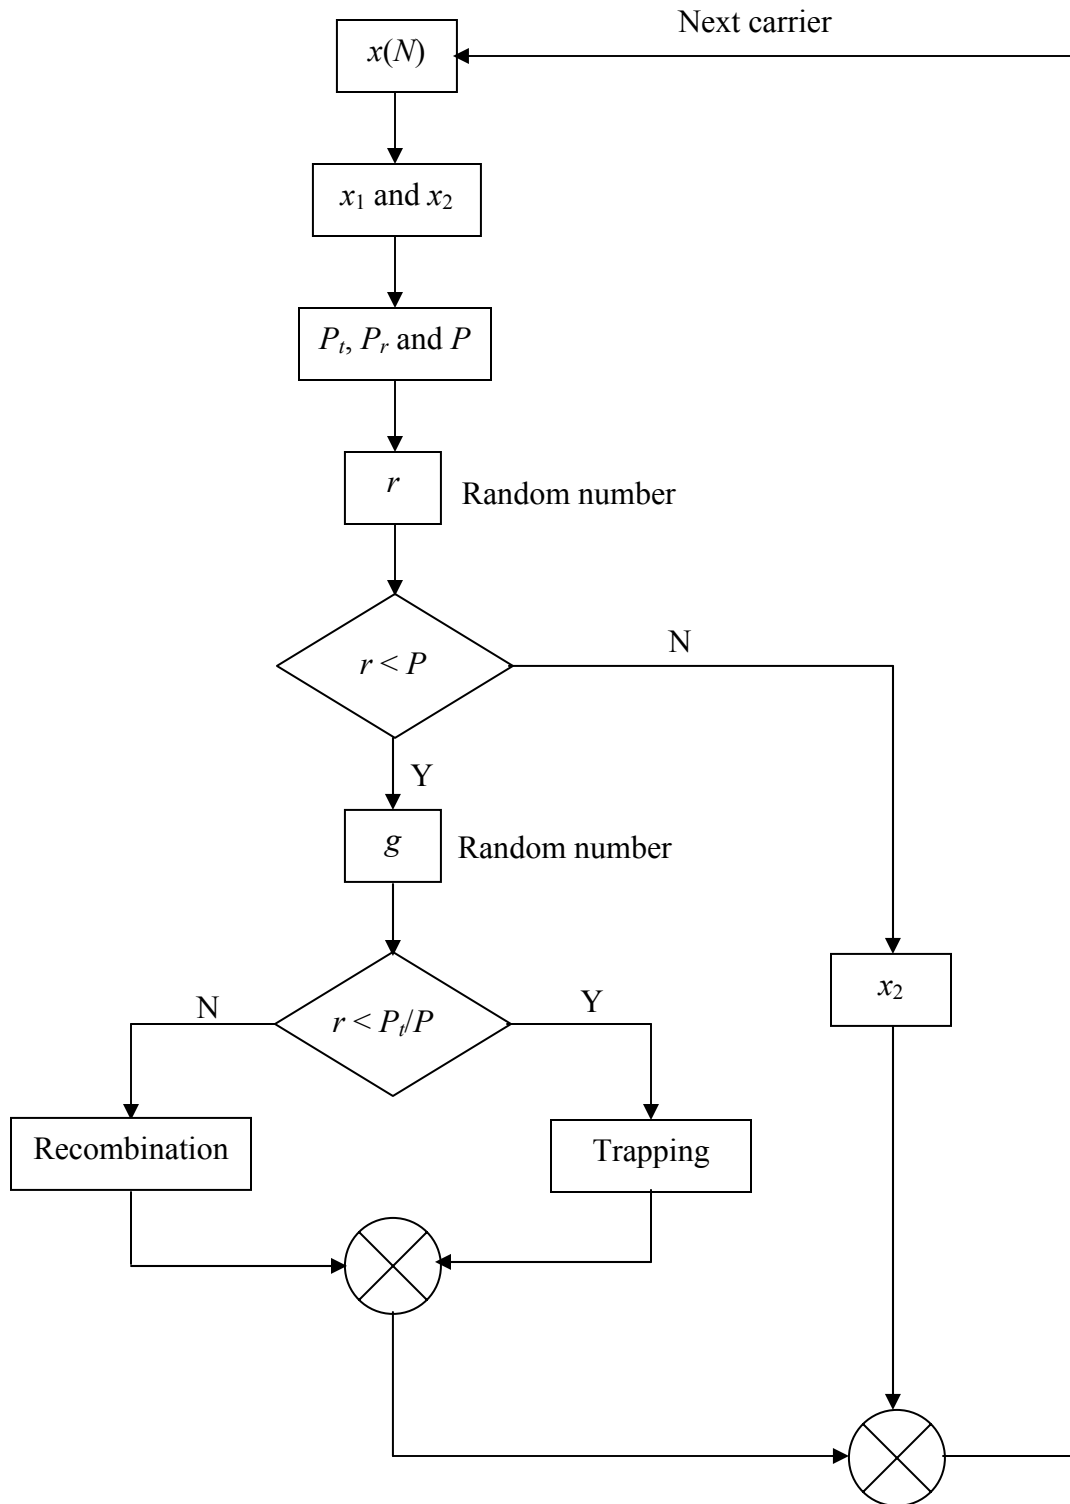 Next carrier
x(N)
x₁ and x₂
Pₜ, Pᵣ and P
r
Random number
r < P
N
Y
g
Random number
x₂
N
r < Pₜ/P
Y
Recombination
Trapping